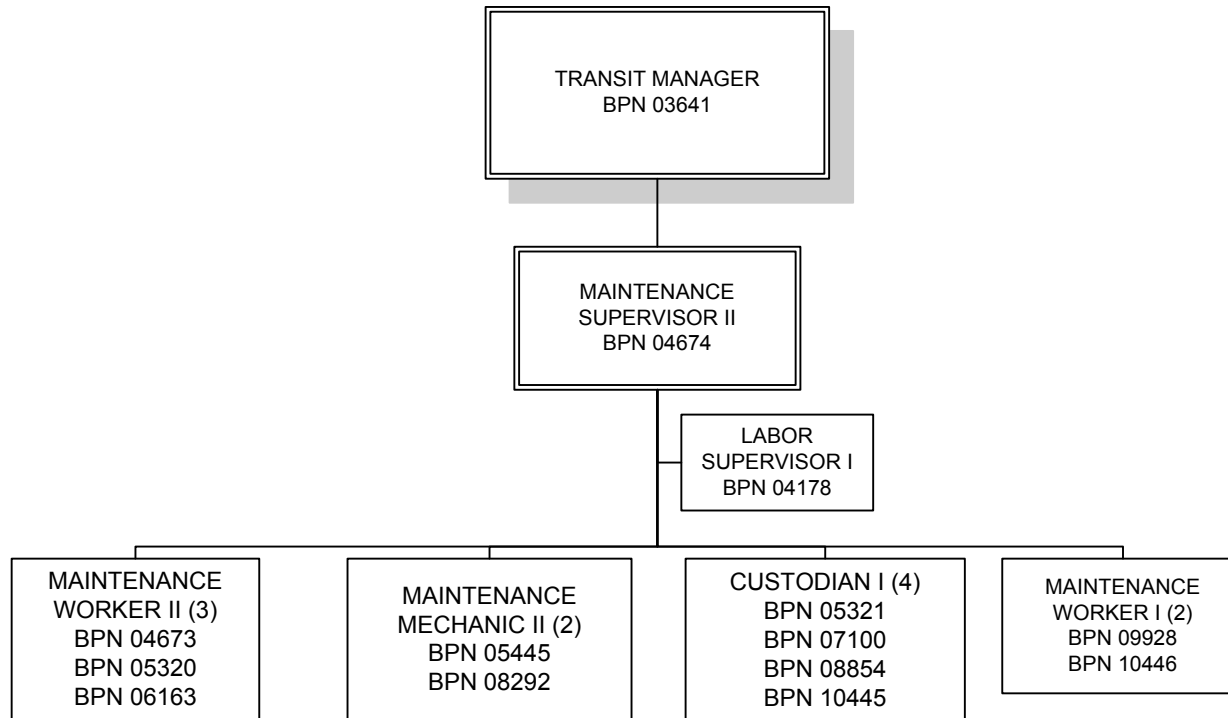 TRANSIT MANAGER
BPN 03641
MAINTENANCE
SUPERVISOR II
BPN 04674
LABOR
SUPERVISOR I
BPN 04178
MAINTENANCE
WORKER II (3)
BPN 04673
BPN 05320
BPN 06163
MAINTENANCE
MECHANIC II (2)
BPN 05445
BPN 08292
CUSTODIAN I (4)
BPN 05321
BPN 07100
BPN 08854
BPN 10445
MAINTENANCE
WORKER I (2)
BPN 09928
BPN 10446